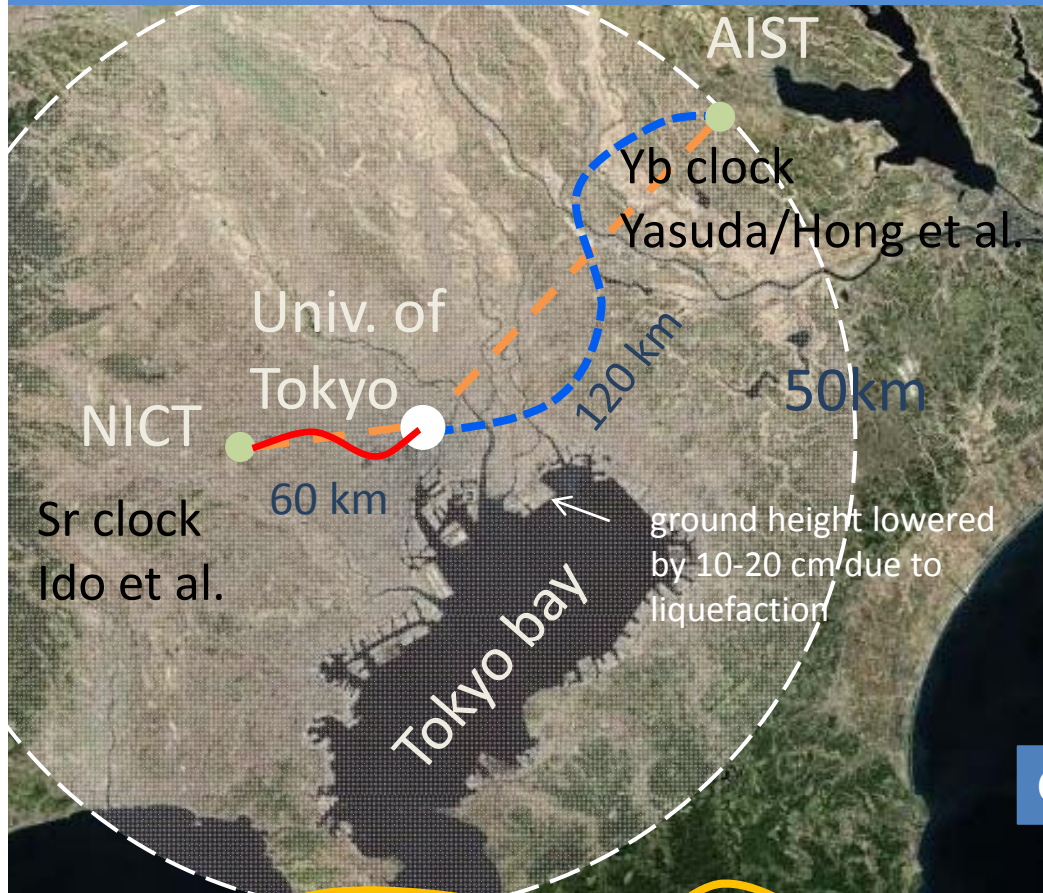 AIST
Yb clock
Yasuda/Hong et al.
Univ. of
Tokyo
120 km
50km
NICT
60 km
Sr clock
Ido et al.
ground height lowered
by 10-20 cm due to
liquefaction
Tokyo bay